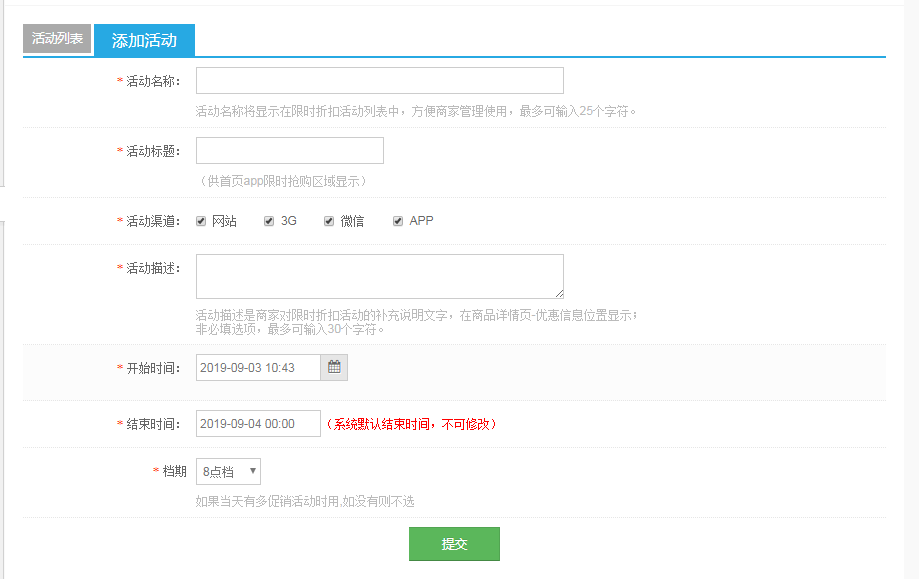 活动列表 添加活动
* 活动名称:
活动名称将显示在限时折扣活动列表中，方便商家管理使用，最多可输入25个字符。
* 活动标题:
（供首页app限时抢购区域显示）
* 活动渠道: 网站 3G 微信 APP
* 活动描述:
活动描述是商家对限时折扣活动的补充说明文字，在商品详情页-优惠信息位置显示；
非必填选项，最多可输入30个字符。
* 开始时间: 2019-09-03 10:43
* 结束时间: 2019-09-04 00:00 （系统默认结束时间，不可修改）
* 档期 8点档
如果当天有多促销活动时用,如没有则不选
提交